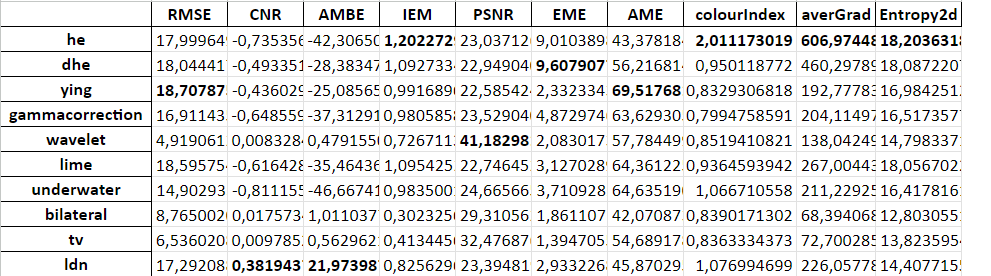 RMSE CNR AMBE IEM PSNR EME AME colourIndex averGrad Entropy2d
he 17,999649 -0,735356 -42,30650 1,202272 23,03712 9,010389 43,378184 2,011173019 606,97448 18,203631
dhe 18,04441 -0,493351 -28,38347 1,092733 22,94904 9,607907 56,216814 0,950118772 460,29789 18,0872207
ying 18,70787 -0,436029 -25,08565 0,991689 22,58542 2,332334 69,51768 0,8329306818 192,77783 16,984251
gammacorrection 16,91143 -0,648559 -37,31291 0,980585 23,52904 4,872974 63,62930 0,7994758591 204,11497 16,517357
wavelet 4,919061 0,008328 0,479155 0,726711 41,18298 2,083017 57,784499 0,8519410821 138,04249 14,798337
lime 18,59575 -0,616428 -35,46436 1,095425 22,74645 3,127028 64,36122 0,9364593942 267,00443 18,056702
underwater 14,90293 -0,811155 -46,66741 0,983500 24,66566 3,710928 64,635190 1,066710558 211,22925 16,417816
bilateral 8,765002 0,017573 1,011037 0,302325 29,31056 1,861107 42,07087 0,8390171302 68,394068 12,803055
tv 6,536020 0,009785 0,562962 0,413445 32,47687 1,394705 54,689178 0,8363334373 72,700285 13,823595
ldn 17,29208 0,381943 21,97398 0,825629 23,39481 2,933226 45,87029 1,076994699 226,05778 14,407715